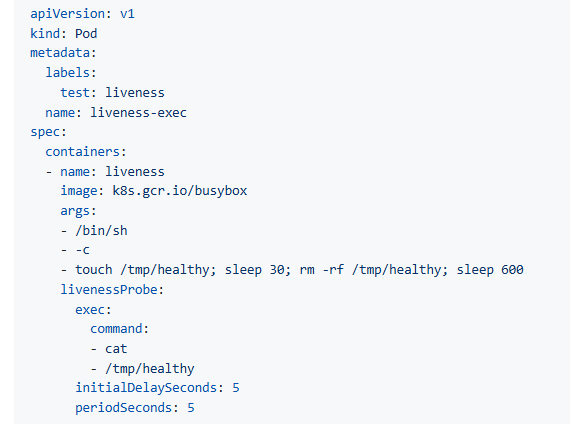 apiVersion: v1
kind: Pod
metadata:
  labels:
    test: liveness
  name: liveness-exec
spec:
  containers:
  - name: liveness
    image: k8s.gcr.io/busybox
    args:
    - /bin/sh
    - -c
    - touch /tmp/healthy; sleep 30; rm -rf /tmp/healthy; sleep 600
    livenessProbe:
      exec:
        command:
        - cat
        - /tmp/healthy
      initialDelaySeconds: 5
      periodSeconds: 5